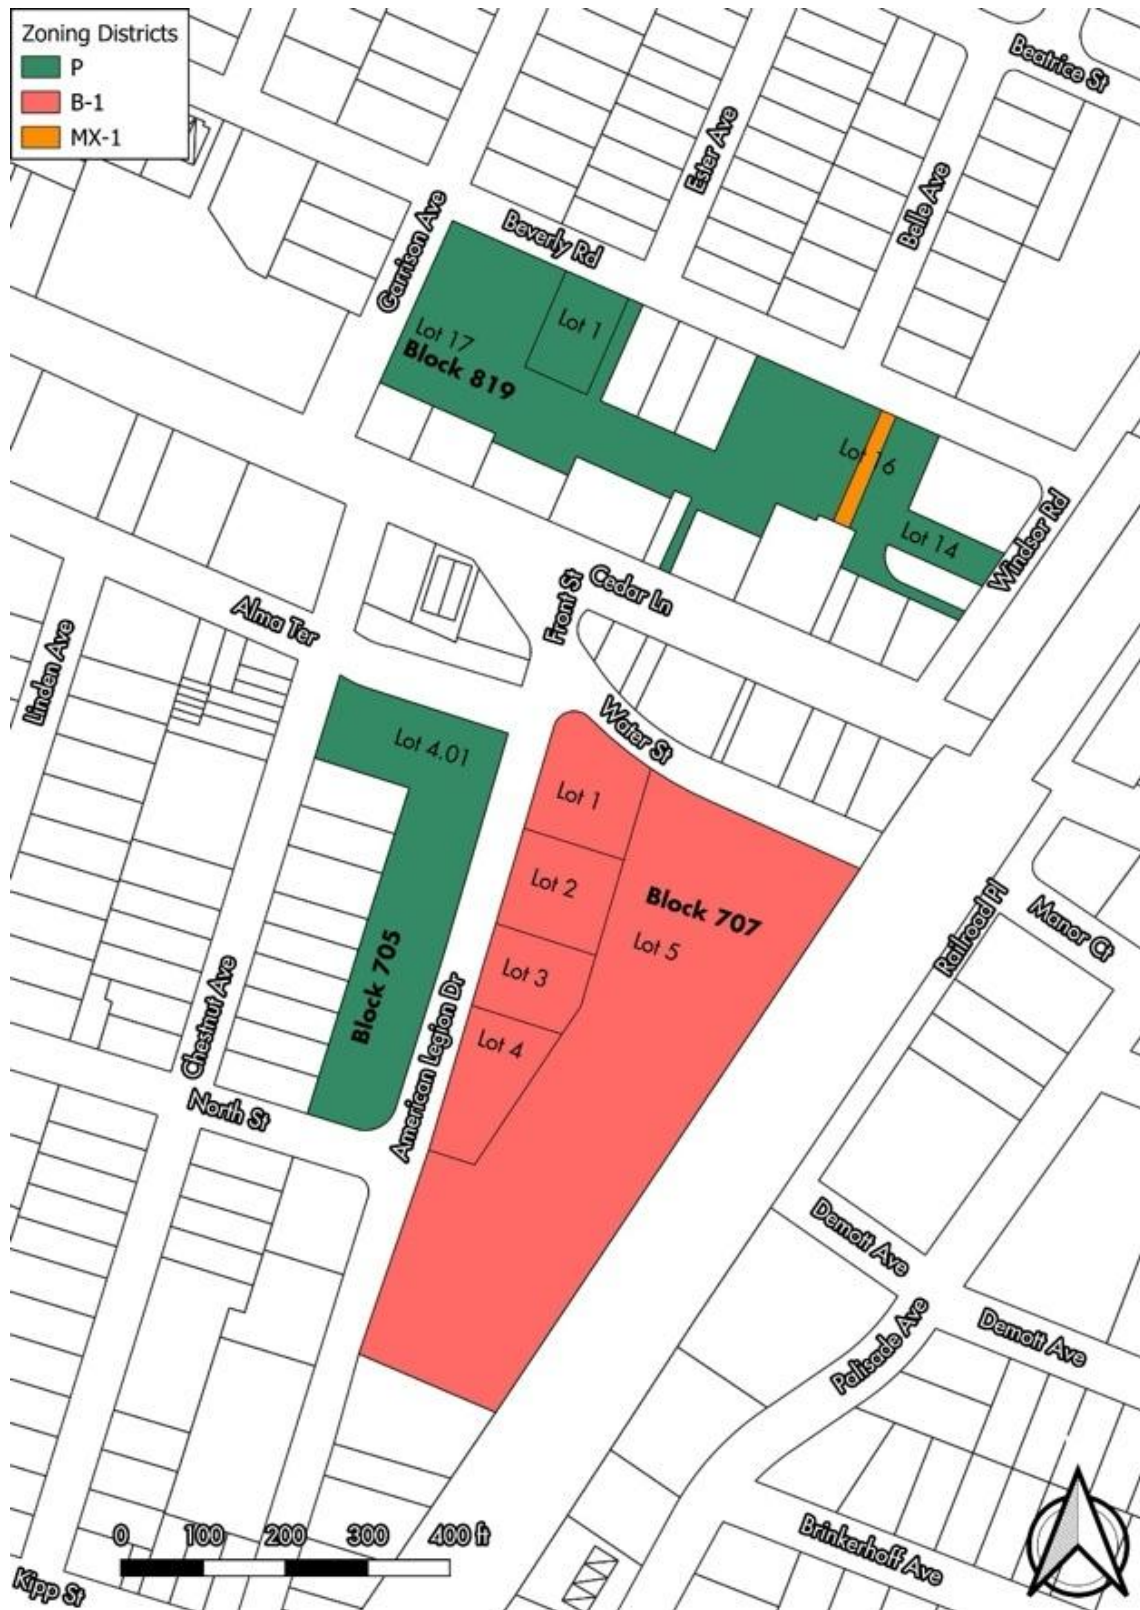 Zoning Districts
P
B-1
MX-1
Beatrice St
Ester Ave
Belle Ave
Garrison Ave
Beverly Rd
Lot 1
Lot 17
Block 819
Lot 16
Lot 14
Windsor Rd
Cedar Ln
Front St
Alma Ter
Linden Ave
Water St
Lot 4.01
Lot 1
Lot 2
Block 707
Lot 5
Lot 3
Lot 4
Block 705
Railroad Pl
Manor Ct
Chestnut Ave
American Legion Dr
North St
Demott Ave
Demott Ave
Palisade Ave
0 100 200 300 400 ft
Brinkerhoff Ave
Kipp St